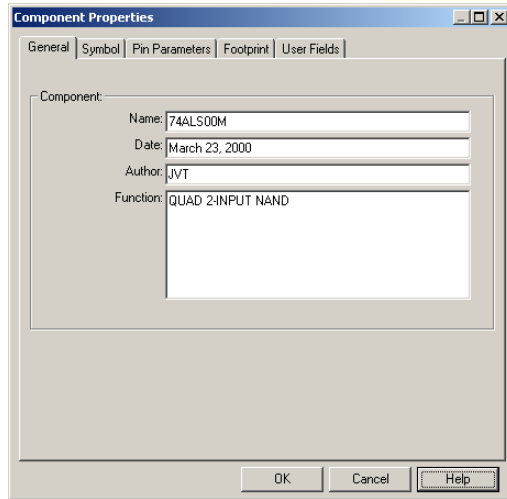 Component Properties
General Symbol Pin Parameters Footprint User Fields
Component:
Name: 74ALS00M
Date: March 23, 2000
Author: JVT
Function: QUAD 2-INPUT NAND
OK Cancel Help